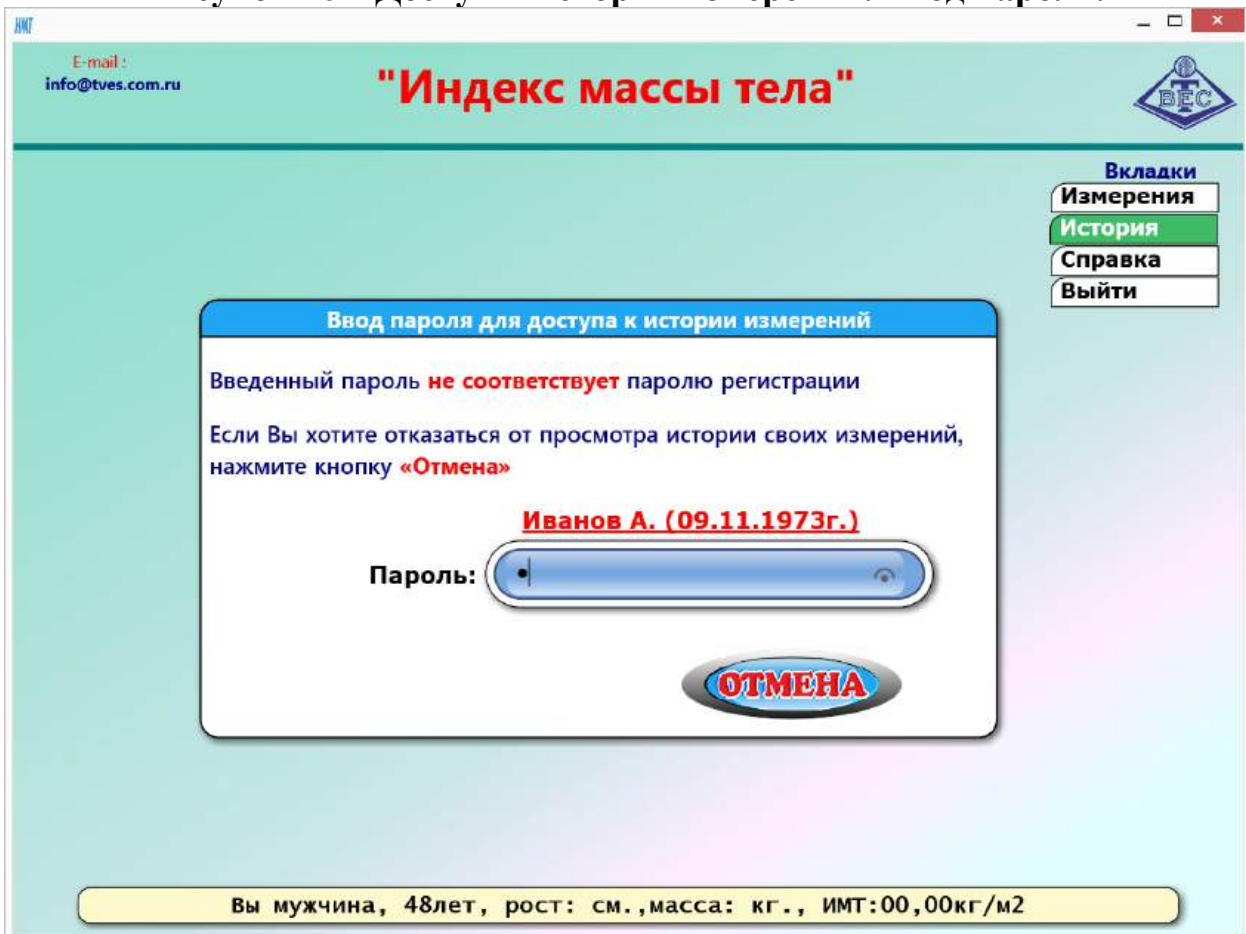 ИМТ
E-mail :
info@tves.com.ru
"Индекс массы тела"
ВЕС
Вкладки
Измерения
История
Справка
Выйти
Ввод пароля для доступа к истории измерений
Введенный пароль не соответствует паролю регистрации
Если Вы хотите отказаться от просмотра истории своих измерений,
нажмите кнопку «Отмена»
Иванов А. (09.11.1973г.)
Пароль:
ОТМЕНА
Вы мужчина, 48лет, рост: см.,масса: кг., ИМТ:00,00кг/м2